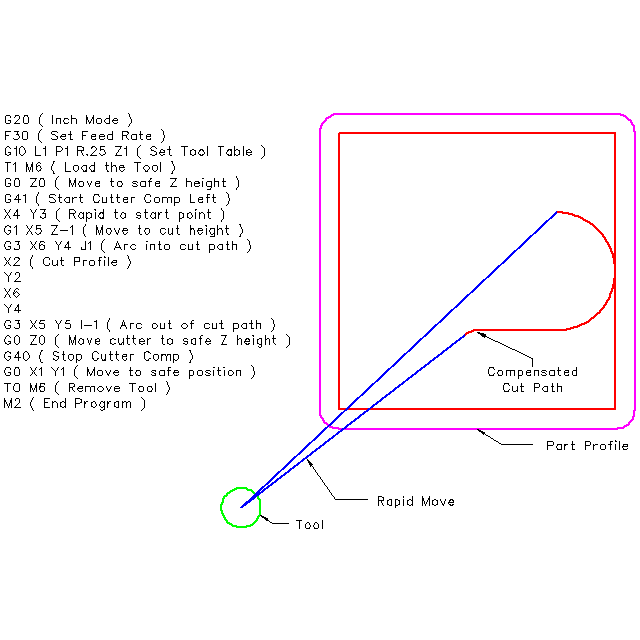 G20 ( Inch Mode )
F30 ( Set Feed Rate )
G10 L1 P1 R.25 Z1 ( Set Tool Table )
T1 M6 ( Load the Tool )
G0 Z0 ( Move to safe Z height )
G41 ( Start Cutter Comp Left )
X4 Y3 ( Rapid to start point )
G1 X5 Z-1 ( Move to cut height )
G3 X6 Y4 J1 ( Arc into cut path )
X2 ( Cut Profile )
Y2
X6
Y4
G3 X5 Y5 I-1 ( Arc out of cut path )
G0 Z0 ( Move cutter to safe Z height )
G40 ( Stop Cutter Comp )
G0 X1 Y1 ( Move to safe position )
T0 M6 ( Remove Tool )
M2 ( End Program )
Compensated
Cut Path
Part Profile
Rapid Move
Tool